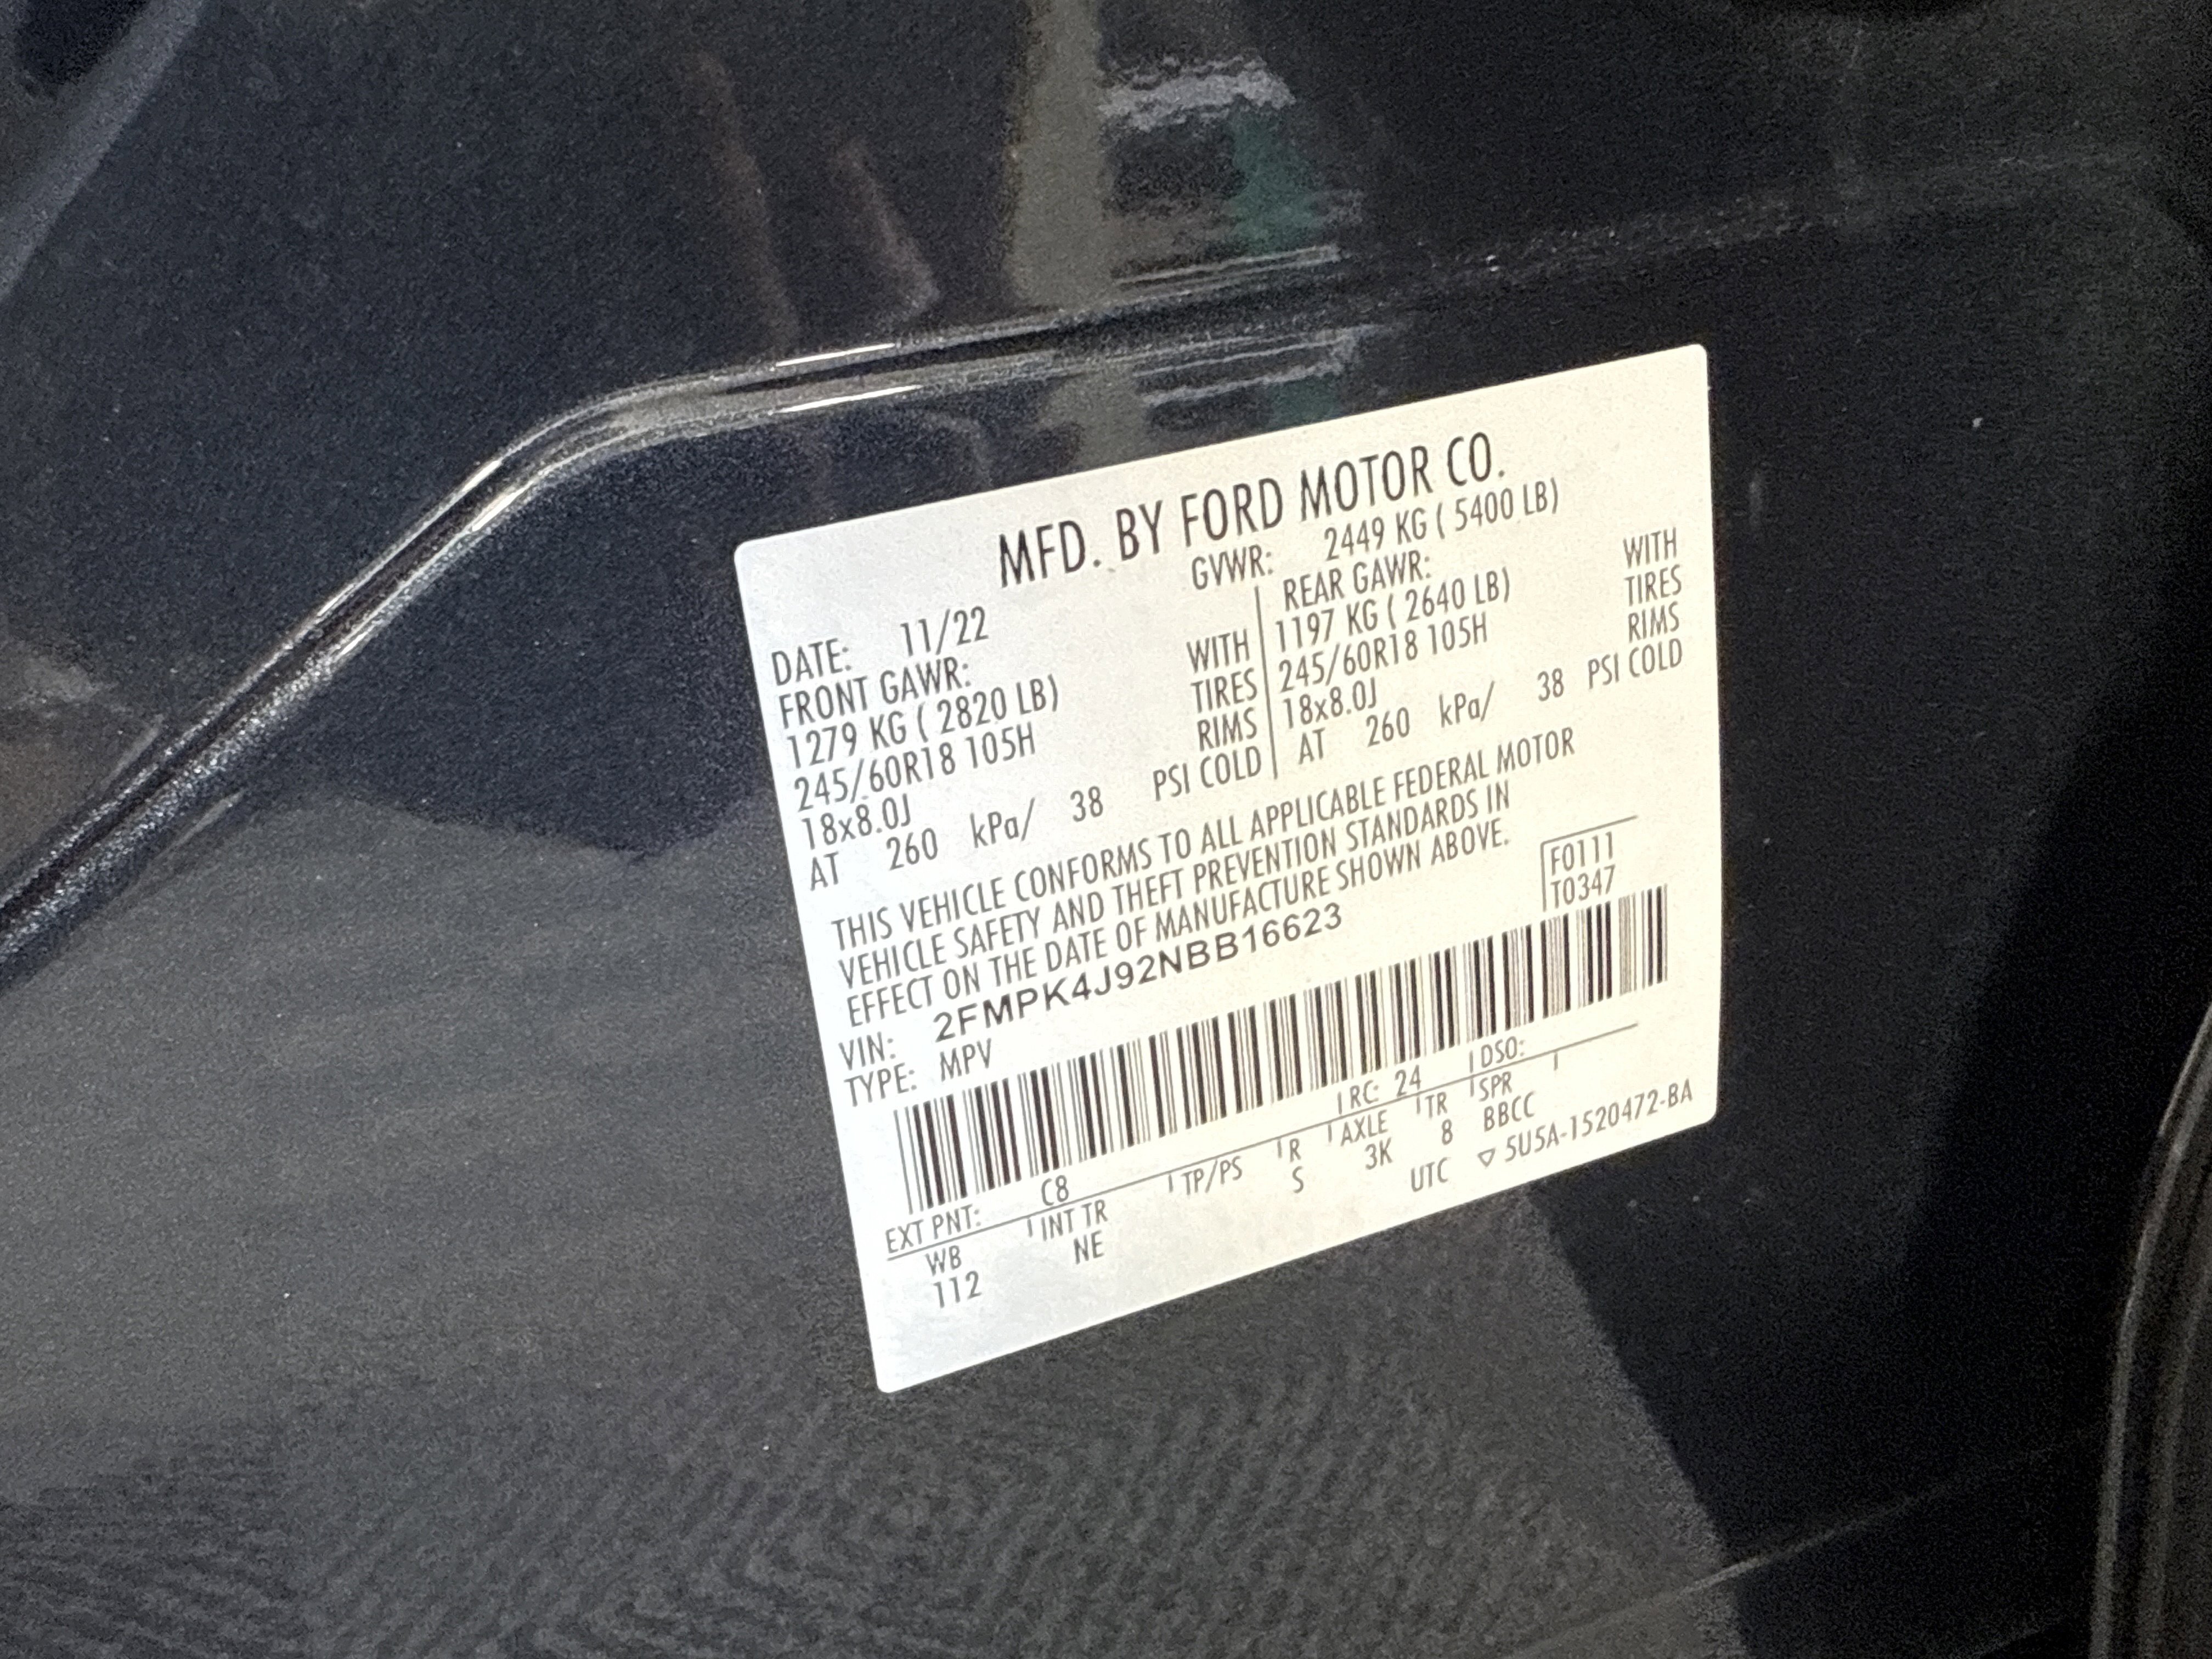 MFD. BY FORD MOTOR CO.
DATE: 11/22
GVWR: 2449 KG ( 5400 LB)
FRONT GAWR:
1279 KG ( 2820 LB) WITH
245/60R18 105H TIRES
18x8.0J RIMS
AT 260 kPa/ 38 PSI COLD
REAR GAWR:
1197 KG ( 2640 LB) WITH
245/60R18 105H TIRES
18x8.0J RIMS
AT 260 kPa/ 38 PSI COLD
THIS VEHICLE CONFORMS TO ALL APPLICABLE FEDERAL MOTOR
VEHICLE SAFETY AND THEFT PREVENTION STANDARDS IN
EFFECT ON THE DATE OF MANUFACTURE SHOWN ABOVE.
VIN: 2FMPK4J92NBB16623
TYPE: MPV
F0111
T0347
EXT PNT: C8 RC: 24 DSO:
WB INT TR TP/PS R AXLE TR SPR
112 NE S 3K 8 BBCC
UTC ▽ 5U5A-1520472-BA